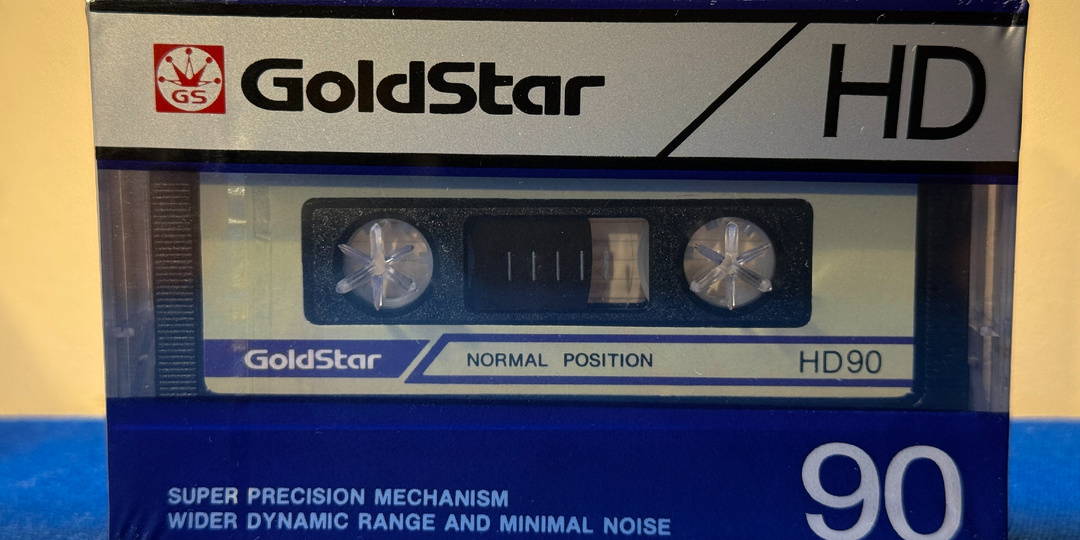 GS GoldStar HD
GoldStar NORMAL POSITION HD90
90
SUPER PRECISION MECHANISM
WIDER DYNAMIC RANGE AND MINIMAL NOISE